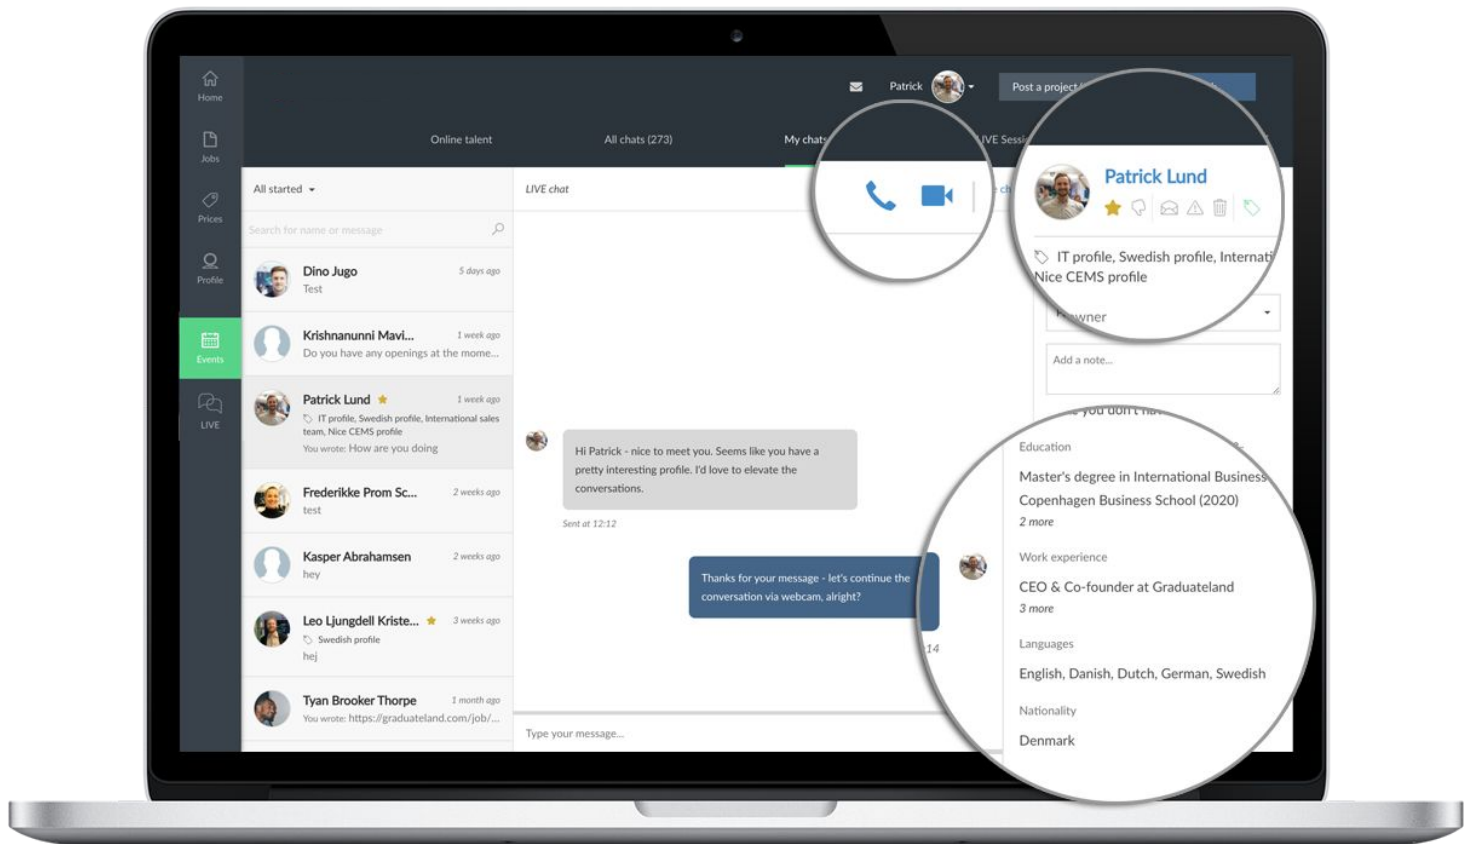 Home
Jobs
Prices
Profile
Events
LIVE
Patrick
Post a project
Online talent
All chats (273)
My chats
LIVE
All started
Search for name or message
Dino Jugo
5 days ago
Test
Krishnanunni Mavi...
1 week ago
Do you have any openings at the mome...
Patrick Lund
1 week ago
IT profile, Swedish profile, International sales
team, Nice CEMS profile
You wrote: How are you doing
Frederikke Prom Sc...
2 weeks ago
test
Kasper Abrahamsen
2 weeks ago
hey
Leo Ljungdell Kriste...
3 weeks ago
Swedish profile
hej
Tyan Brooker Thorpe
1 month ago
You wrote: https://graduateland.com/job/...
LIVE chat
Hi Patrick - nice to meet you. Seems like you have a
pretty interesting profile. I'd love to elevate the
conversations.
Sent at 12:12
Thanks for your message - let's continue the
conversation via webcam, alright?
Type your message...
Patrick Lund
IT profile, Swedish profile, Internati
Nice CEMS profile
owner
Add a note...
you don't
Education
Master's degree in International Business
Copenhagen Business School (2020)
2 more
Work experience
CEO & Co-founder at Graduateland
3 more
Languages
English, Danish, Dutch, German, Swedish
Nationality
Denmark